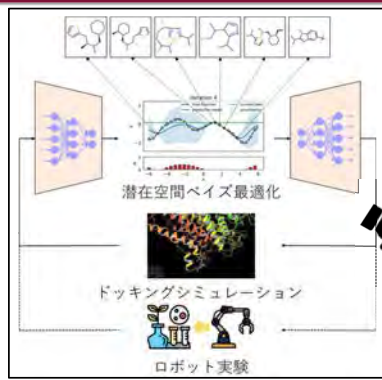 潜在空間ベイズ最適化
ドッキングシミュレーション
ロボット実験